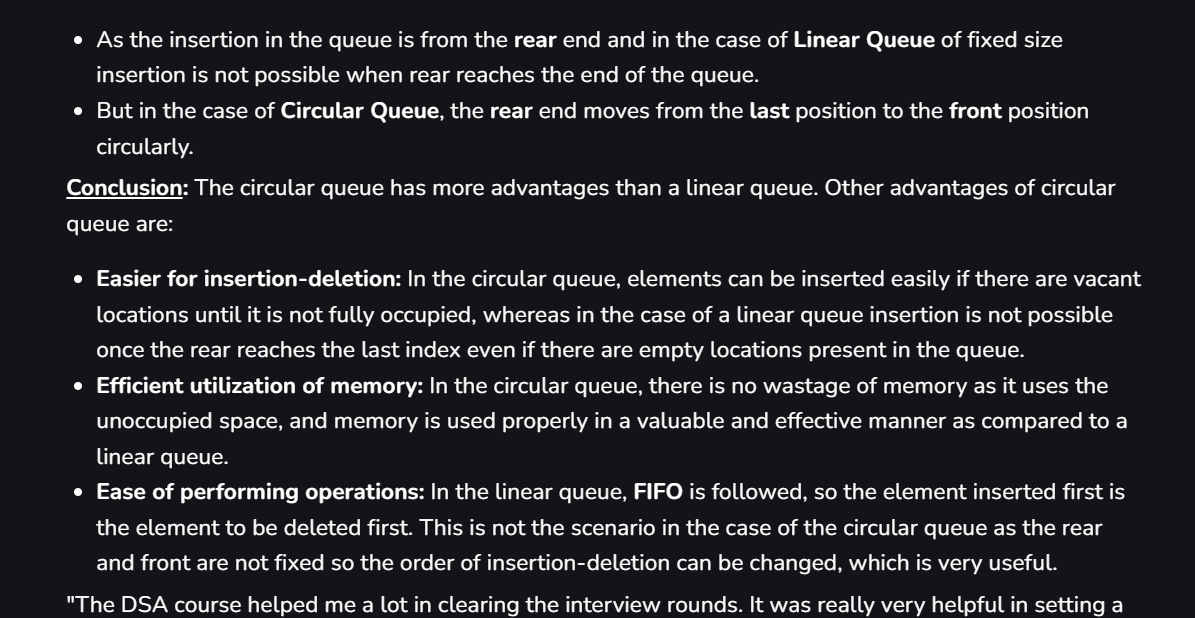 • As the insertion in the queue is from the rear end and in the case of Linear Queue of fixed size
insertion is not possible when rear reaches the end of the queue.
• But in the case of Circular Queue, the rear end moves from the last position to the front position
circularly.
Conclusion: The circular queue has more advantages than a linear queue. Other advantages of circular
queue are:
• Easier for insertion-deletion: In the circular queue, elements can be inserted easily if there are vacant
locations until it is not fully occupied, whereas in the case of a linear queue insertion is not possible
once the rear reaches the last index even if there are empty locations present in the queue.
• Efficient utilization of memory: In the circular queue, there is no wastage of memory as it uses the
unoccupied space, and memory is used properly in a valuable and effective manner as compared to a
linear queue.
• Ease of performing operations: In the linear queue, FIFO is followed, so the element inserted first is
the element to be deleted first. This is not the scenario in the case of the circular queue as the rear
and front are not fixed so the order of insertion-deletion can be changed, which is very useful.
"The DSA course helped me a lot in clearing the interview rounds. It was really very helpful in setting a